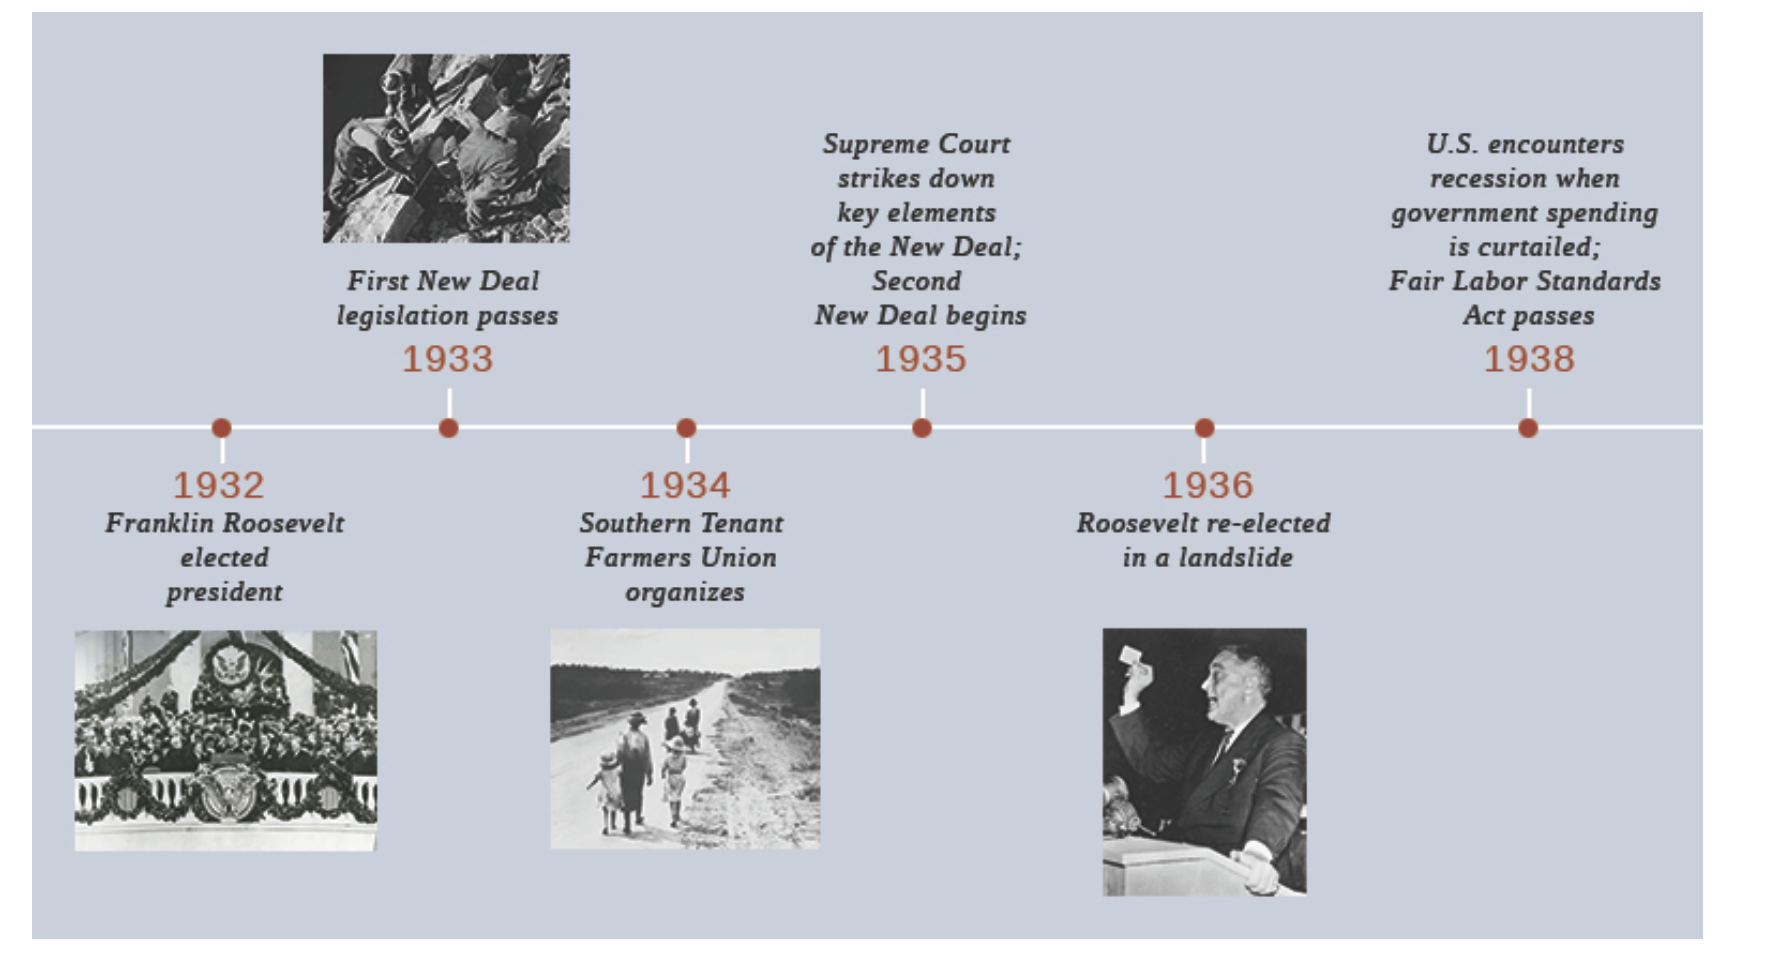 First New Deal
legislation passes
1933
Supreme Court
strikes down
key elements
of the New Deal;
Second
New Deal begins
1935
U.S. encounters
recession when
government spending
is curtailed;
Fair Labor Standards
Act passes
1938
1932
Franklin Roosevelt
elected
president
1934
Southern Tenant
Farmers Union
organizes
1936
Roosevelt re-elected
in a landslide